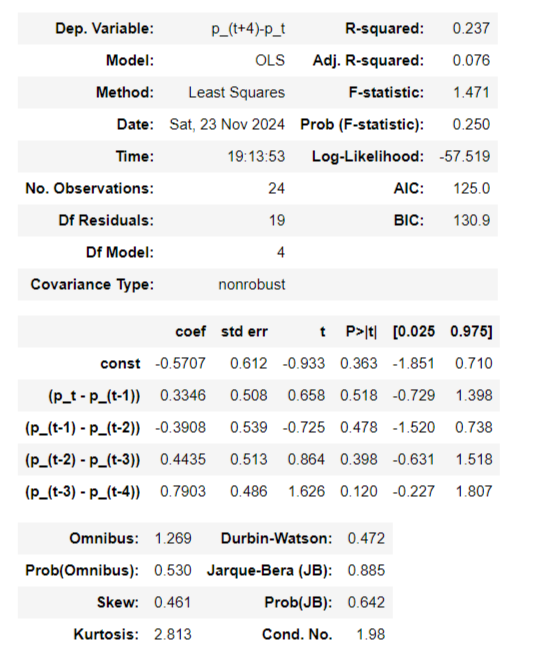 Dep. Variable: p_(t+4)-p_t R-squared: 0.237
Model: OLS Adj. R-squared: 0.076
Method: Least Squares F-statistic: 1.471
Date: Sat, 23 Nov 2024 Prob (F-statistic): 0.250
Time: 19:13:53 Log-Likelihood: -57.519
No. Observations: 24 AIC: 125.0
Df Residuals: 19 BIC: 130.9
Df Model: 4
Covariance Type: nonrobust
coef std err t P>|t| [0.025 0.975]
const -0.5707 0.612 -0.933 0.363 -1.851 0.710
(p_t - p_(t-1)) 0.3346 0.508 0.658 0.518 -0.729 1.398
(p_(t-1) - p_(t-2)) -0.3908 0.539 -0.725 0.478 -1.520 0.738
(p_(t-2) - p_(t-3)) 0.4435 0.513 0.864 0.398 -0.631 1.518
(p_(t-3) - p_(t-4)) 0.7903 0.486 1.626 0.120 -0.227 1.807
Omnibus: 1.269 Durbin-Watson: 0.472
Prob(Omnibus): 0.530 Jarque-Bera (JB): 0.885
Skew: 0.461 Prob(JB): 0.642
Kurtosis: 2.813 Cond. No. 1.98